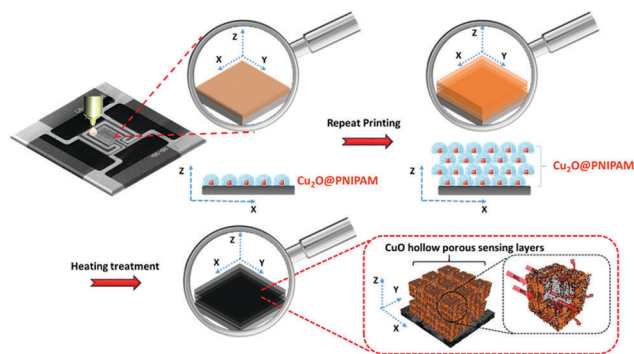 Z
X
Y
Z
X
Y
Repeat Printing
Z
Cu₂O@PNIPAM
X
Z
Cu₂O@PNIPAM
X
Heating treatment
Z
X
Y
CuO hollow porous sensing layers
Z
Y
X